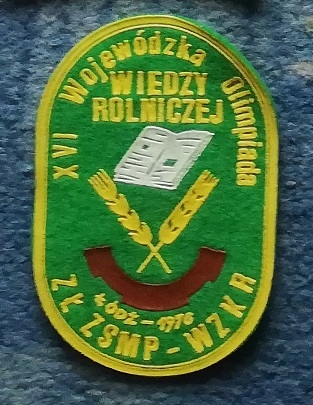 XVI Wojewódzka Olimpiada
WIEDZY
ROLNICZEJ
ŁÓDŹ - 1976
ZŁ ZSMP - WZKR